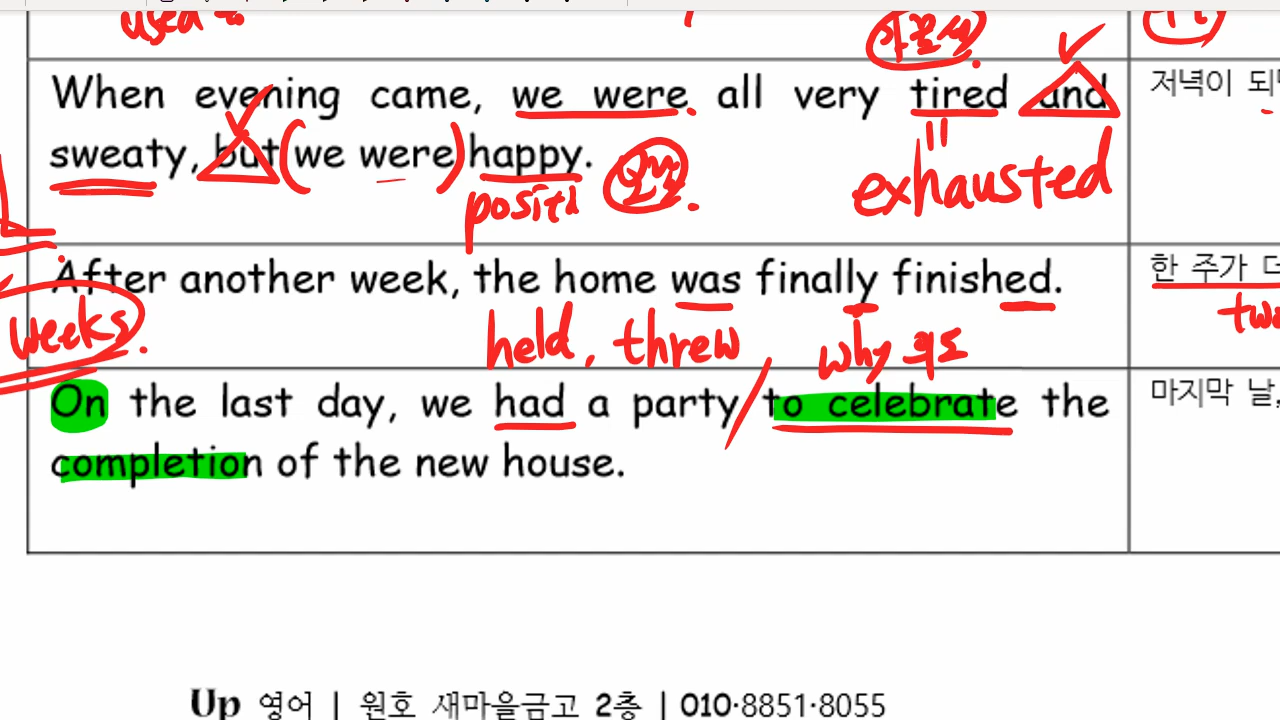 used to
When evening came, we were all very tired and
저녁이 되
sweaty, but we were happy.
exhausted
After another week, the home was finally finished.
한 주가 더
weeks.
held, threw
why
On the last day, we had a party to celebrate the
마지막 날,
completion of the new house.
Up 영어 | 원호 새마을금고 2층 | 010·8851·8055